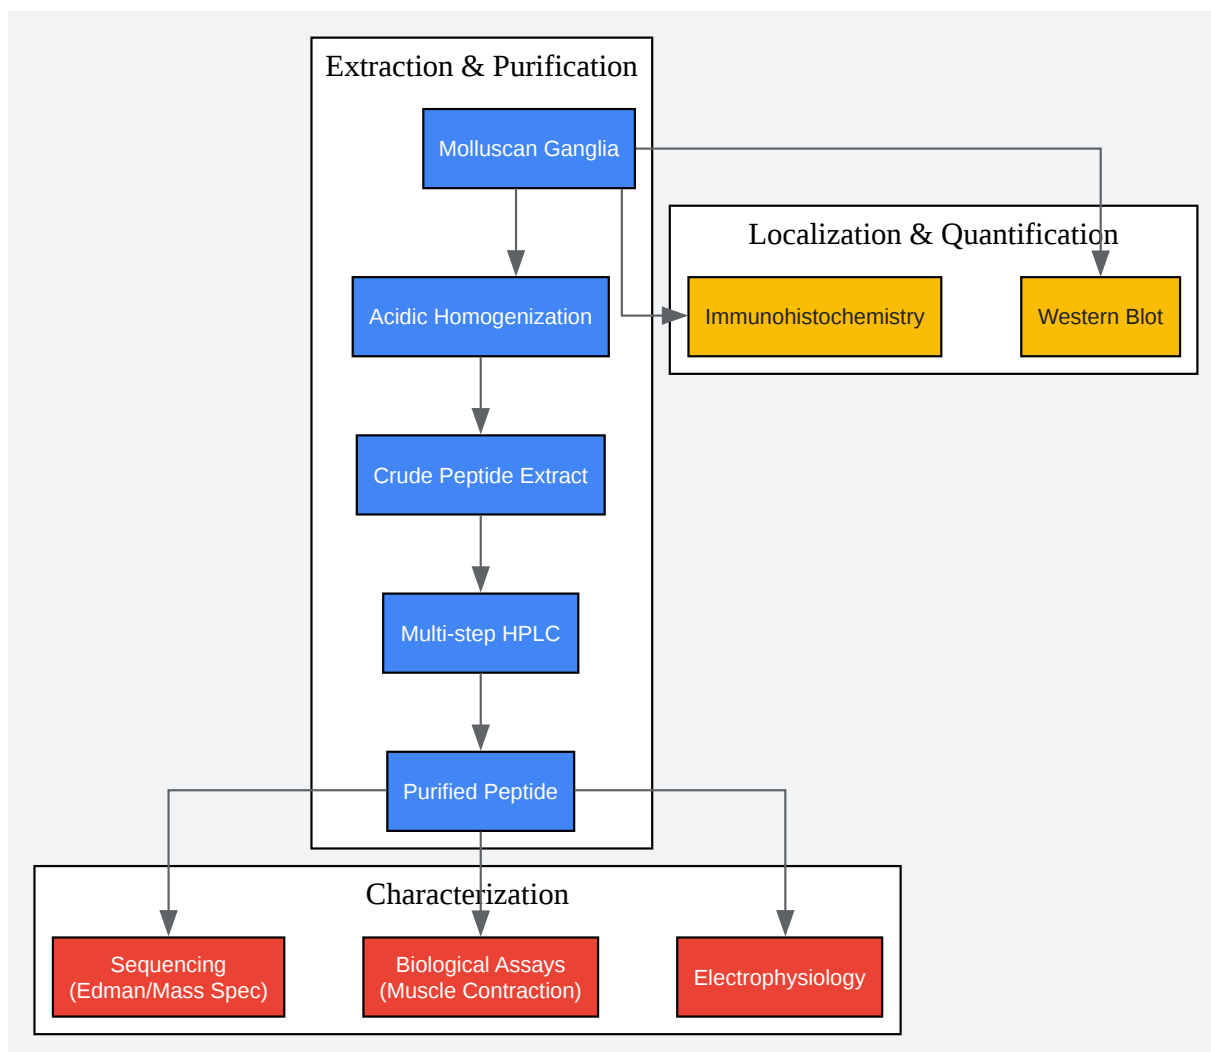 Extraction & Purification
Molluscan Ganglia
Localization & Quantification
Acidic Homogenization
Immunohistochemistry
Western Blot
Crude Peptide Extract
Multi-step HPLC
Purified Peptide
Characterization
Sequencing
(Edman/Mass Spec)
Biological Assays
(Muscle Contraction)
Electrophysiology